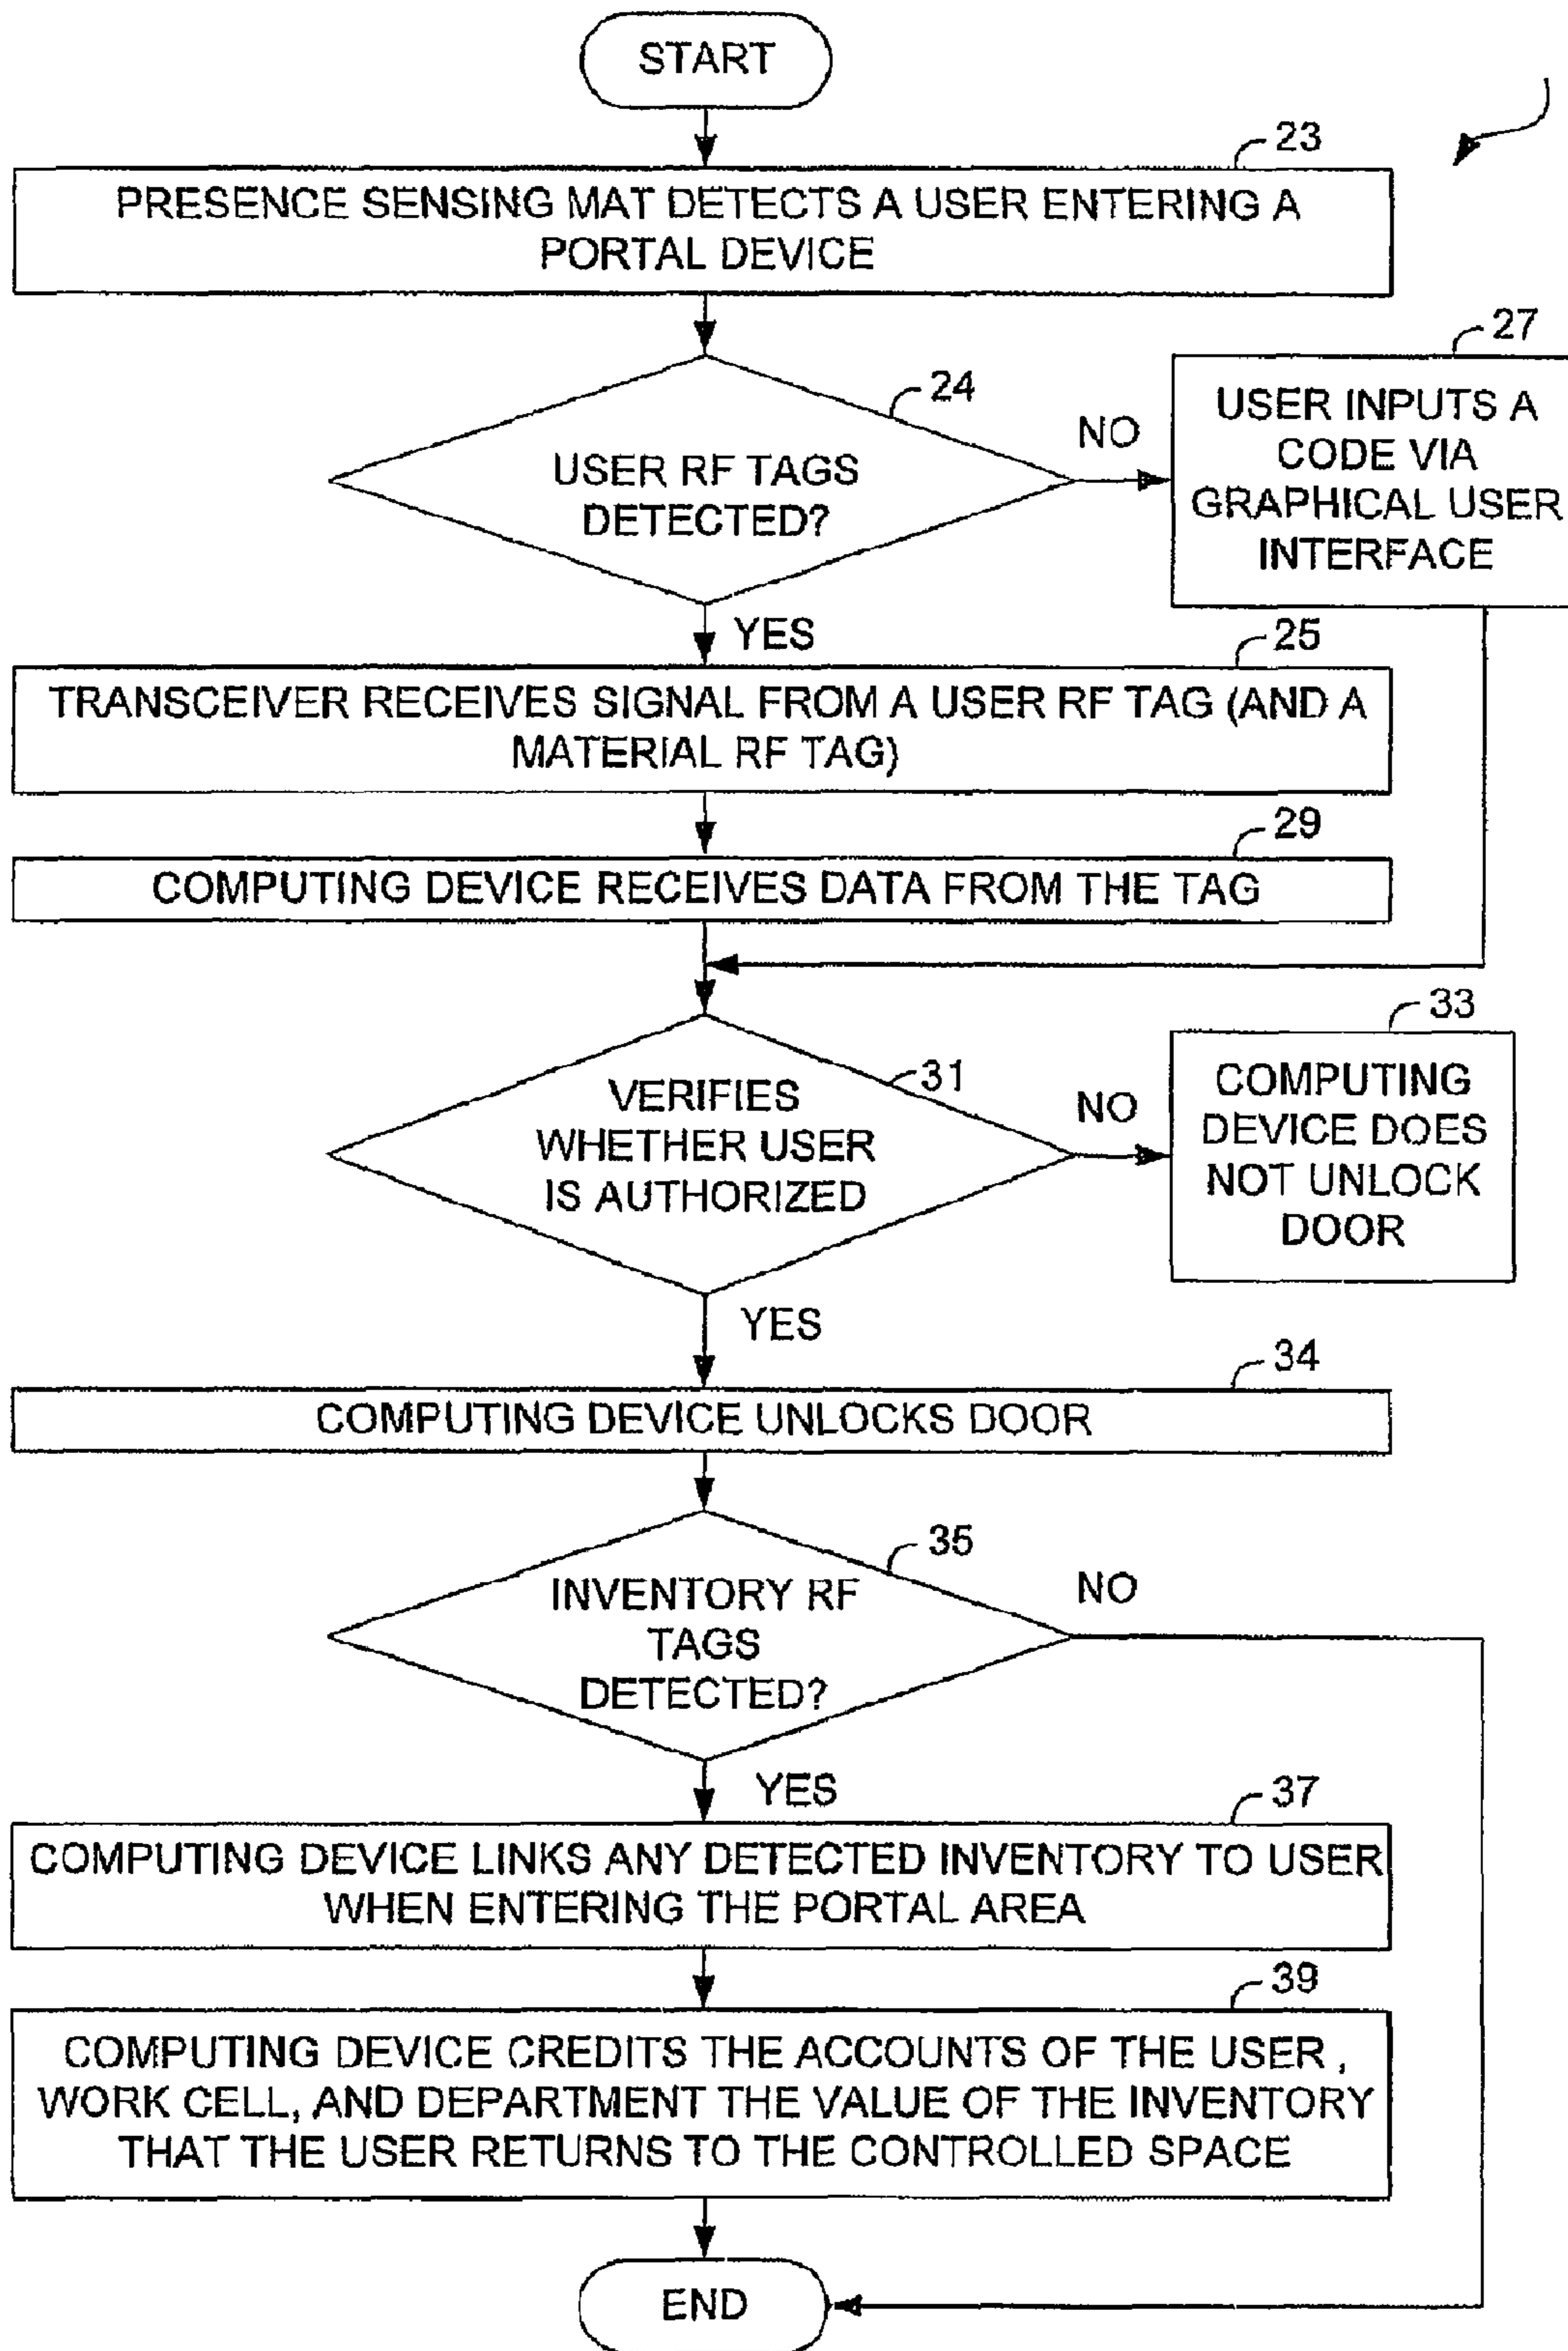 START
23
PRESENCE SENSING MAT DETECTS A USER ENTERING A
PORTAL DEVICE
24
USER RF TAGS
DETECTED?
NO
27
USER INPUTS A
CODE VIA
GRAPHICAL USER
INTERFACE
YES
25
TRANSCEIVER RECEIVES SIGNAL FROM A USER RF TAG (AND A
MATERIAL RF TAG)
29
COMPUTING DEVICE RECEIVES DATA FROM THE TAG
31
VERIFIES
WHETHER USER
IS AUTHORIZED
NO
33
COMPUTING
DEVICE DOES
NOT UNLOCK
DOOR
YES
34
COMPUTING DEVICE UNLOCKS DOOR
35
INVENTORY RF
TAGS
DETECTED?
NO
YES
37
COMPUTING DEVICE LINKS ANY DETECTED INVENTORY TO USER
WHEN ENTERING THE PORTAL AREA
39
COMPUTING DEVICE CREDITS THE ACCOUNTS OF THE USER ,
WORK CELL, AND DEPARTMENT THE VALUE OF THE INVENTORY
THAT THE USER RETURNS TO THE CONTROLLED SPACE
END